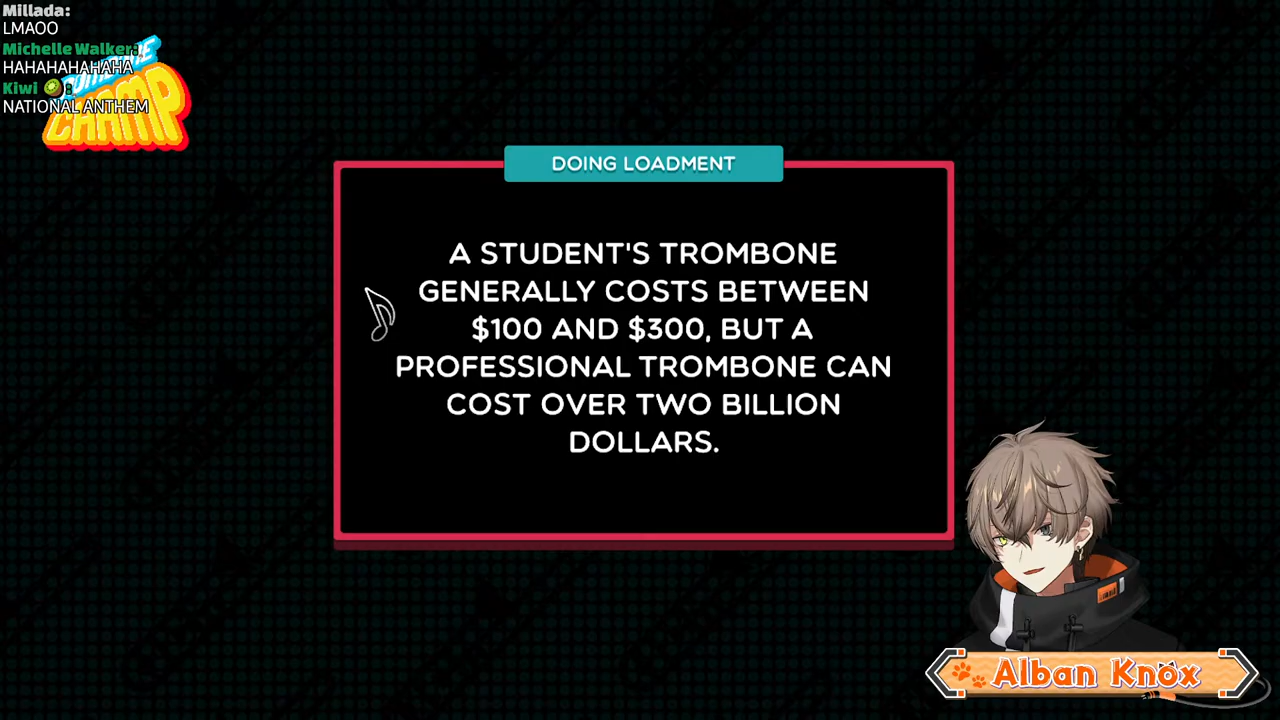 Millada:
LMAOO
Michelle Walker:
HAHAHAHAHAHA
Kiwi 🥝:
NATIONAL ANTHEM
CHAMP
DOING LOADMENT
A STUDENT'S TROMBONE
GENERALLY COSTS BETWEEN
$100 AND $300, BUT A
PROFESSIONAL TROMBONE CAN
COST OVER TWO BILLION
DOLLARS.
Alban Knox